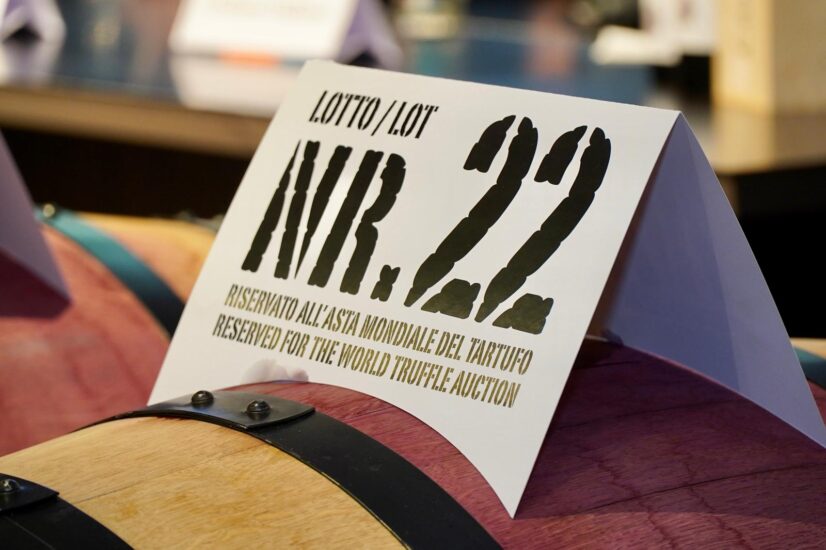 LOTTO/LOT
NR.22
RISERVATO ALL'ASTA MONDIALE DEL TARTUFO
RESERVED FOR THE WORLD TRUFFLE AUCTION